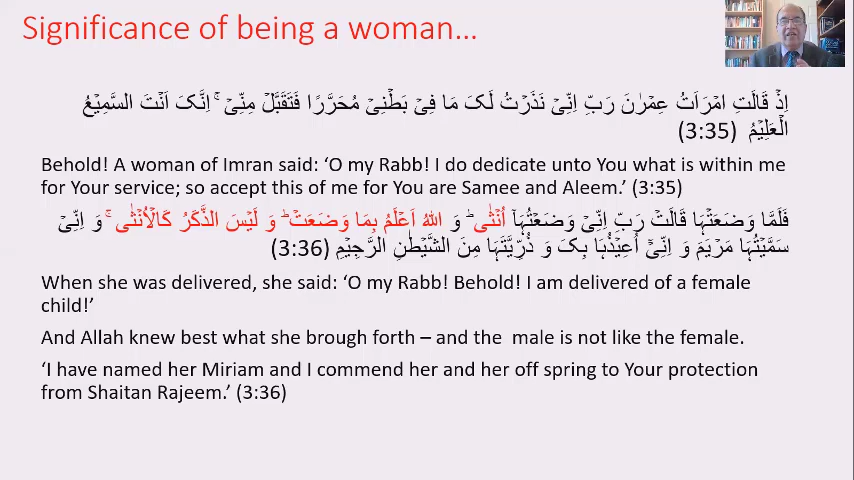 Significance of being a woman...
اِذۡ قَالَتِ امۡرَاَتُ عِمۡرٰنَ رَبِّ اِنِّیۡ نَذَرۡتُ لَکَ مَا فِیۡ بَطۡنِیۡ مُحَرَّرًا فَتَقَبَّلۡ مِنِّیۡ ۚ اِنَّکَ اَنۡتَ السَّمِیۡعُ
الۡعَلِیۡمُ (3:35)
Behold! A woman of Imran said: ‘O my Rabb! I do dedicate unto You what is within me
for Your service; so accept this of me for You are Samee and Aleem.’ (3:35)
فَلَمَّا وَضَعَتۡہَا قَالَتۡ رَبِّ اِنِّیۡ وَضَعۡتُہَاۤ اُنۡثٰی ؕ وَ اللّٰہُ اَعۡلَمُ بِمَا وَضَعَتۡ ؕ وَ لَیۡسَ الذَّکَرُ کَالۡاُنۡثٰی ۚ وَ اِنِّیۡ
سَمَّیۡتُہَا مَرۡیَمَ وَ اِنِّیۡۤ اُعِیۡذُہَا بِکَ وَ ذُرِّیَّتَہَا مِنَ الشَّیۡطٰنِ الرَّجِیۡمِ (3:36)
When she was delivered, she said: ‘O my Rabb! Behold! I am delivered of a female
child!’
And Allah knew best what she brough forth – and the male is not like the female.
‘I have named her Miriam and I commend her and her off spring to Your protection
from Shaitan Rajeem.’ (3:36)